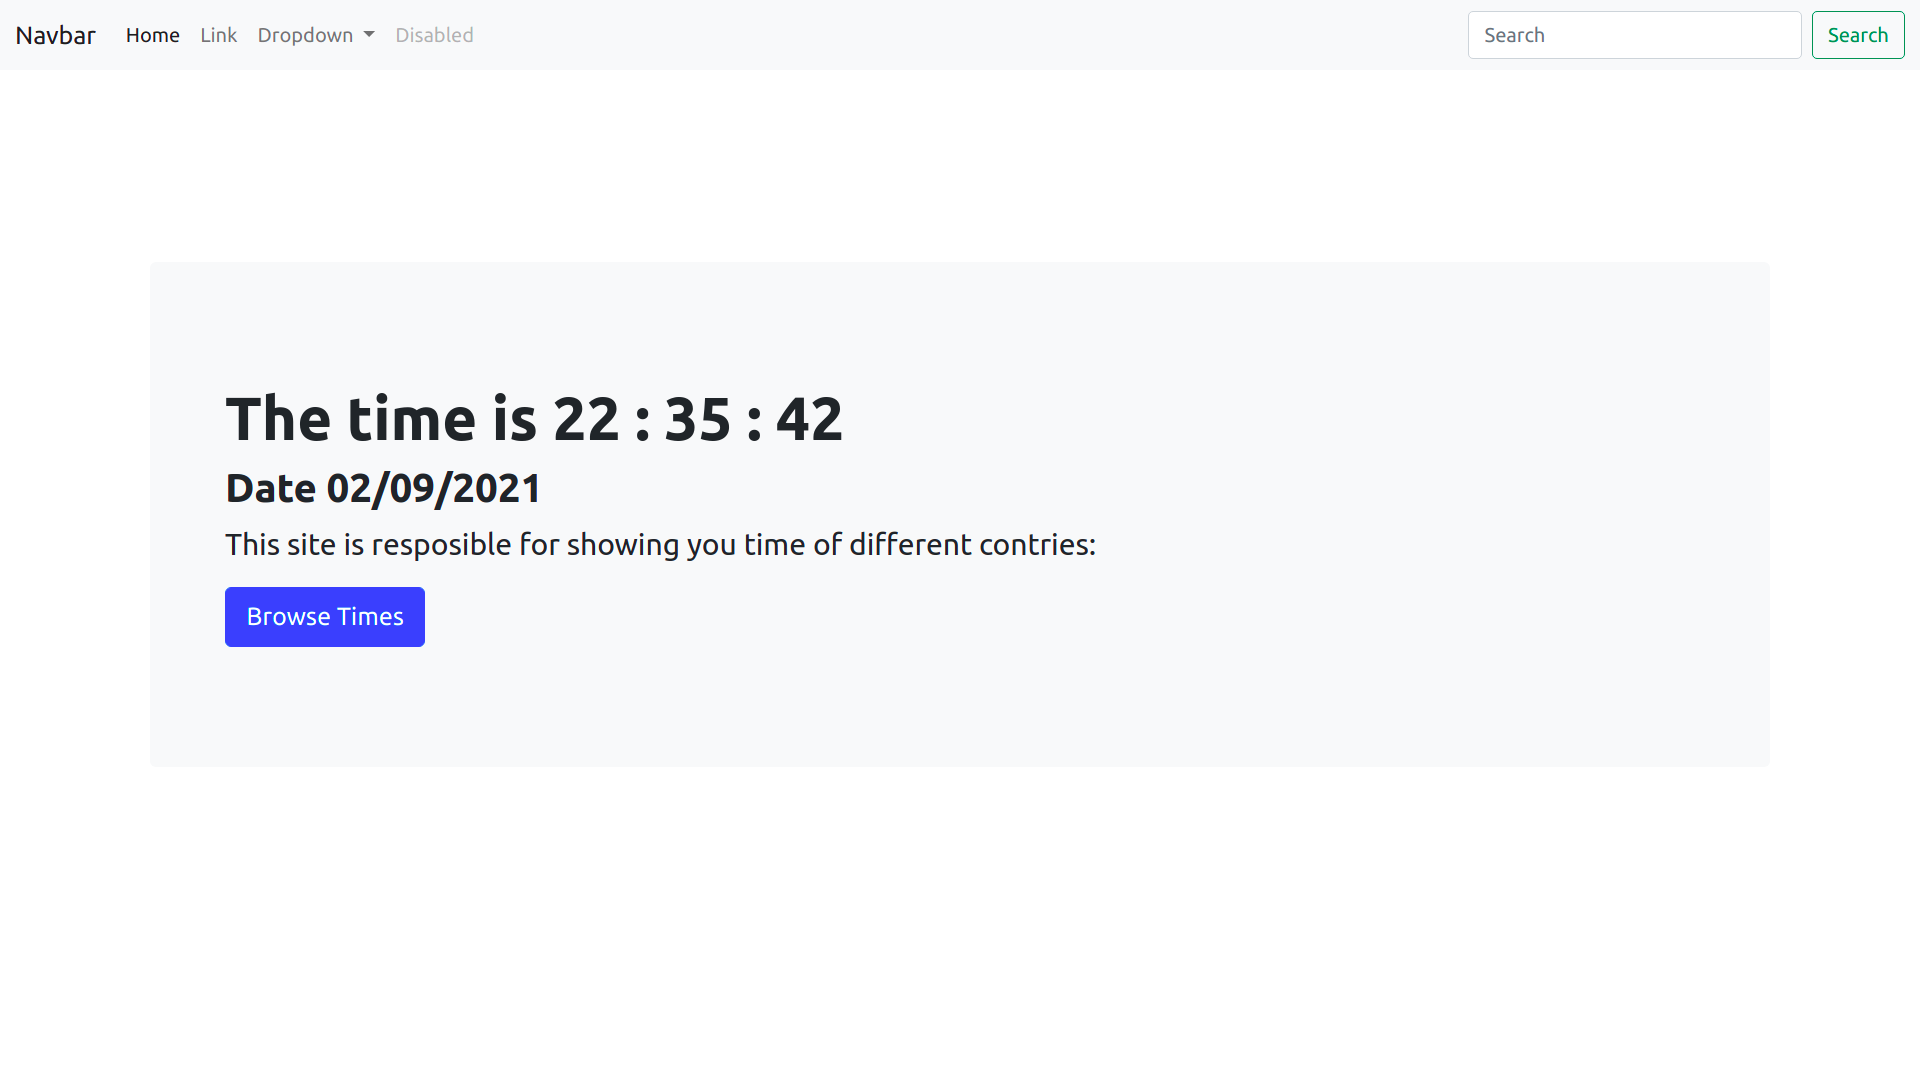 Navbar Home Link Dropdown Disabled Search Search
The time is 22 : 35 : 42
Date 02/09/2021
This site is resposible for showing you time of different contries:
Browse Times